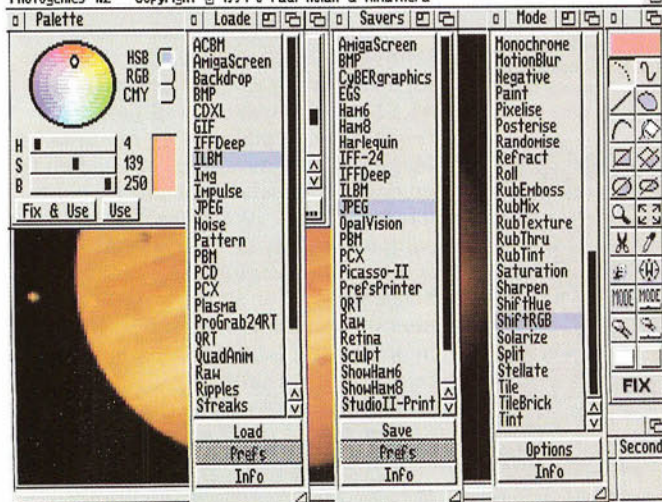 Palette
HSB
RGB
CMY
H 4
S 139
B 250
Fix & Use Use
Loade
ACBM
AmigaScreen
Backdrop
BMP
CDXL
GIF
IFFDeep
ILBM
Img
Impulse
JPEG
Noise
Pattern
PBM
PCD
PCX
Plasma
ProGrab24RT
QRT
QuadAnim
Raw
Ripples
Streaks
Load
Prefs
Info
Savers
AmigaScreen
BMP
CyBERgraphics
EGS
Ham6
Ham8
Harlequin
IFF-24
IFFDeep
ILBM
JPEG
OpalVision
PBM
PCX
Picasso-II
PrefsPrinter
QRT
Raw
Retina
Sculpt
ShowHam6
ShowHam8
StudioII-Print
Save
Prefs
Info
Mode
Monochrome
MotionBlur
Negative
Paint
Pixelise
Posterise
Randomise
Refract
Roll
RubEmboss
RubMix
RubTexture
RubThru
RubTint
Saturation
Sharpen
ShiftHue
ShiftRGB
Solarize
Split
Stellate
Tile
TileBrick
Tint
Options
Info
MODE MODE
FIX
Second